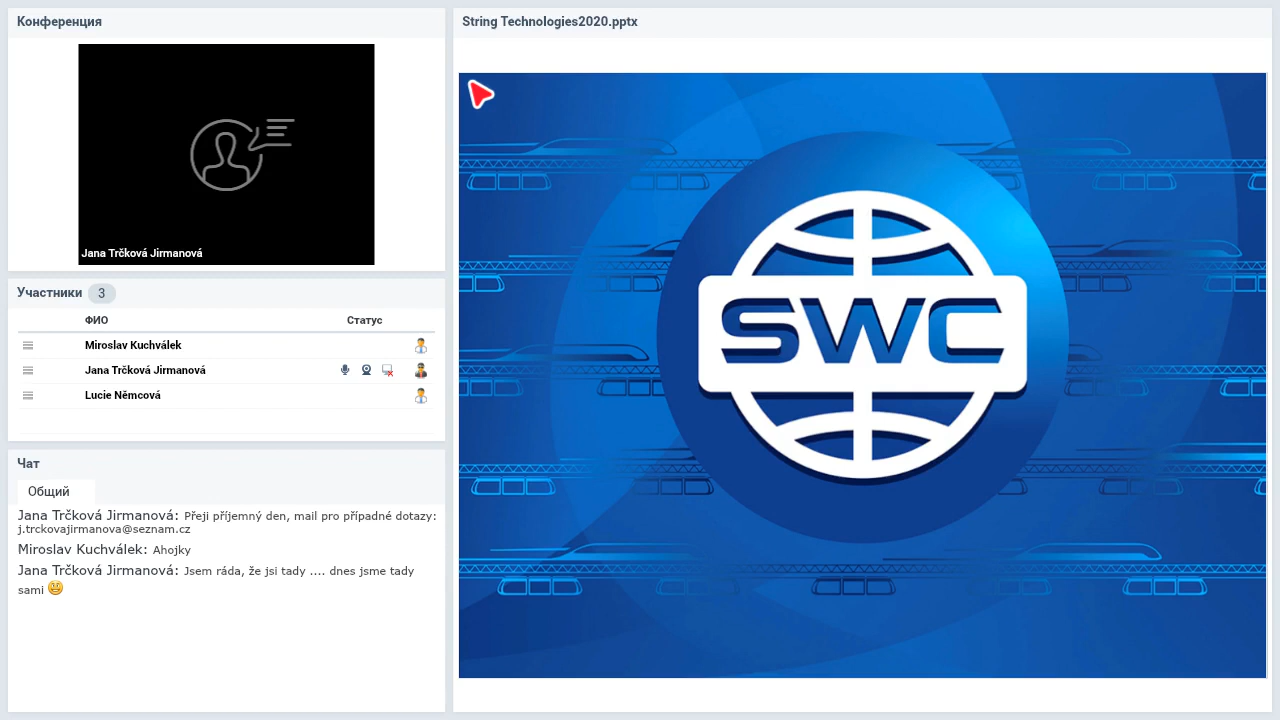 Конференция
Jana Trčková Jirmanová
Участники 3
ФИО Статус
Miroslav Kuchválek
Jana Trčková Jirmanová
Lucie Němcová
Чат
Общий
Jana Trčková Jirmanová: Přeji příjemný den, mail pro případné dotazy:
j.trckovajirmanova@seznam.cz
Miroslav Kuchválek: Ahojky
Jana Trčková Jirmanová: Jsem ráda, že jsi tady .... dnes jsme tady
sami
String Technologies2020.pptx
SWC